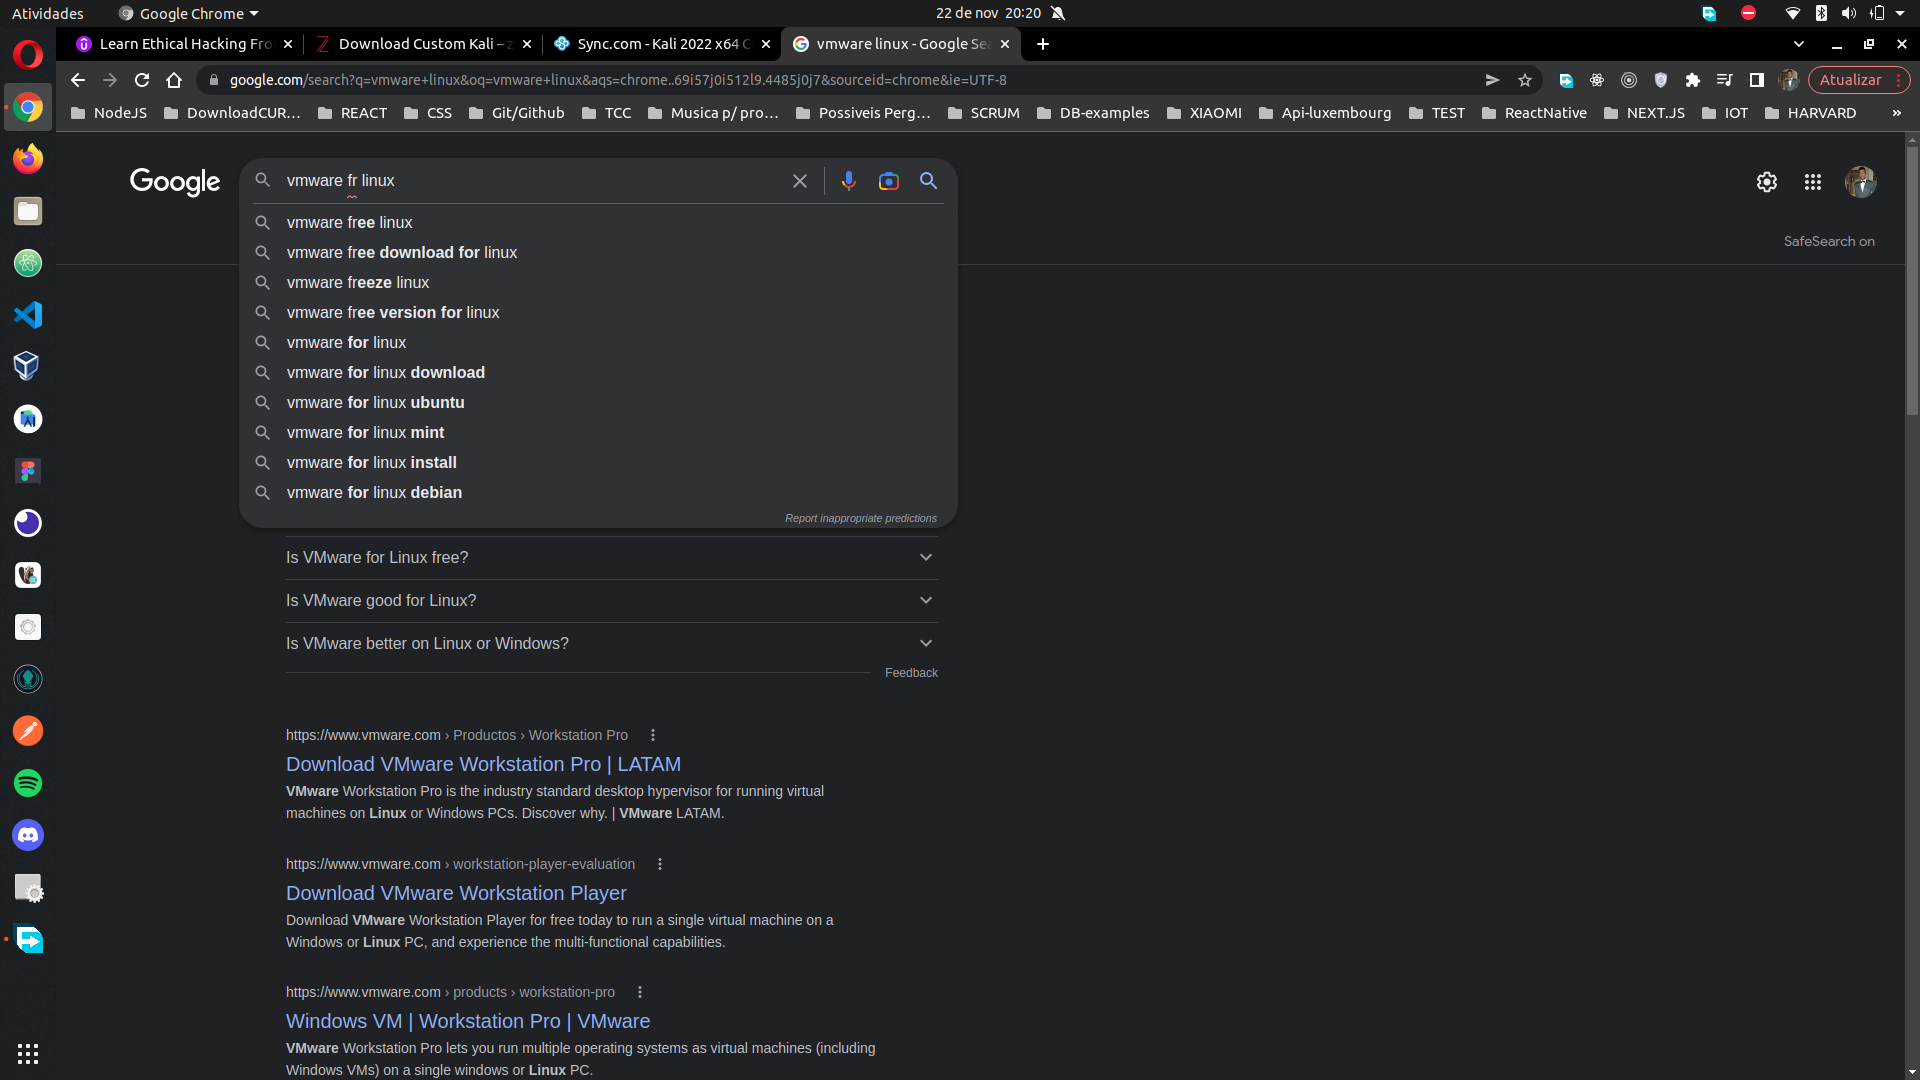 Atividades
Google Chrome
22 de nov 20:20
Learn Ethical Hacking Fro
Download Custom Kali – z
Sync.com - Kali 2022 x64 C
vmware linux - Google Sea
google.com/search?q=vmware+linux&oq=vmware+linux&aqs=chrome..69i57j0i512l9.4485j0j7&sourceid=chrome&ie=UTF-8
Atualizar
NodeJS
DownloadCUR...
REACT
CSS
Git/Github
TCC
Musica p/ pro...
Possiveis Perg...
SCRUM
DB-examples
XIAOMI
Api-luxembourg
TEST
ReactNative
NEXT.JS
IOT
HARVARD
»
Google
vmware fr linux
SafeSearch on
vmware free linux
vmware free download for linux
vmware freeze linux
vmware free version for linux
vmware for linux
vmware for linux download
vmware for linux ubuntu
vmware for linux mint
vmware for linux install
vmware for linux debian
Report inappropriate predictions
Is VMware for Linux free?
Is VMware good for Linux?
Is VMware better on Linux or Windows?
Feedback
https://www.vmware.com › Productos › Workstation Pro
Download VMware Workstation Pro | LATAM
VMware Workstation Pro is the industry standard desktop hypervisor for running virtual
machines on Linux or Windows PCs. Discover why. | VMware LATAM.
https://www.vmware.com › workstation-player-evaluation
Download VMware Workstation Player
Download VMware Workstation Player for free today to run a single virtual machine on a
Windows or Linux PC, and experience the multi-functional capabilities.
https://www.vmware.com › products › workstation-pro
Windows VM | Workstation Pro | VMware
VMware Workstation Pro lets you run multiple operating systems as virtual machines (including
Windows VMs) on a single windows or Linux PC.